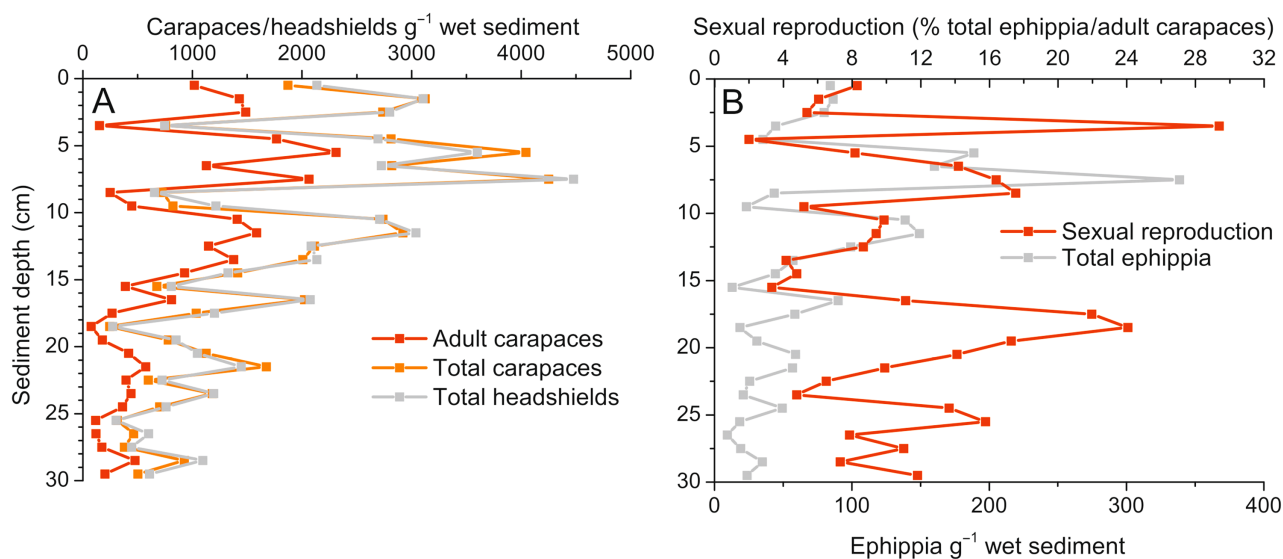 Carapaces/headshields g⁻¹ wet sediment
0 1000 2000 3000 4000 5000
A
0
5
10
15
20
25
30
Sediment depth (cm)
Adult carapaces
Total carapaces
Total headshields
Sexual reproduction (% total ephippia/adult carapaces)
0 4 8 12 16 20 24 28 32
B
0
5
10
15
20
25
30
Sexual reproduction
Total ephippia
0 100 200 300 400
Ephippia g⁻¹ wet sediment